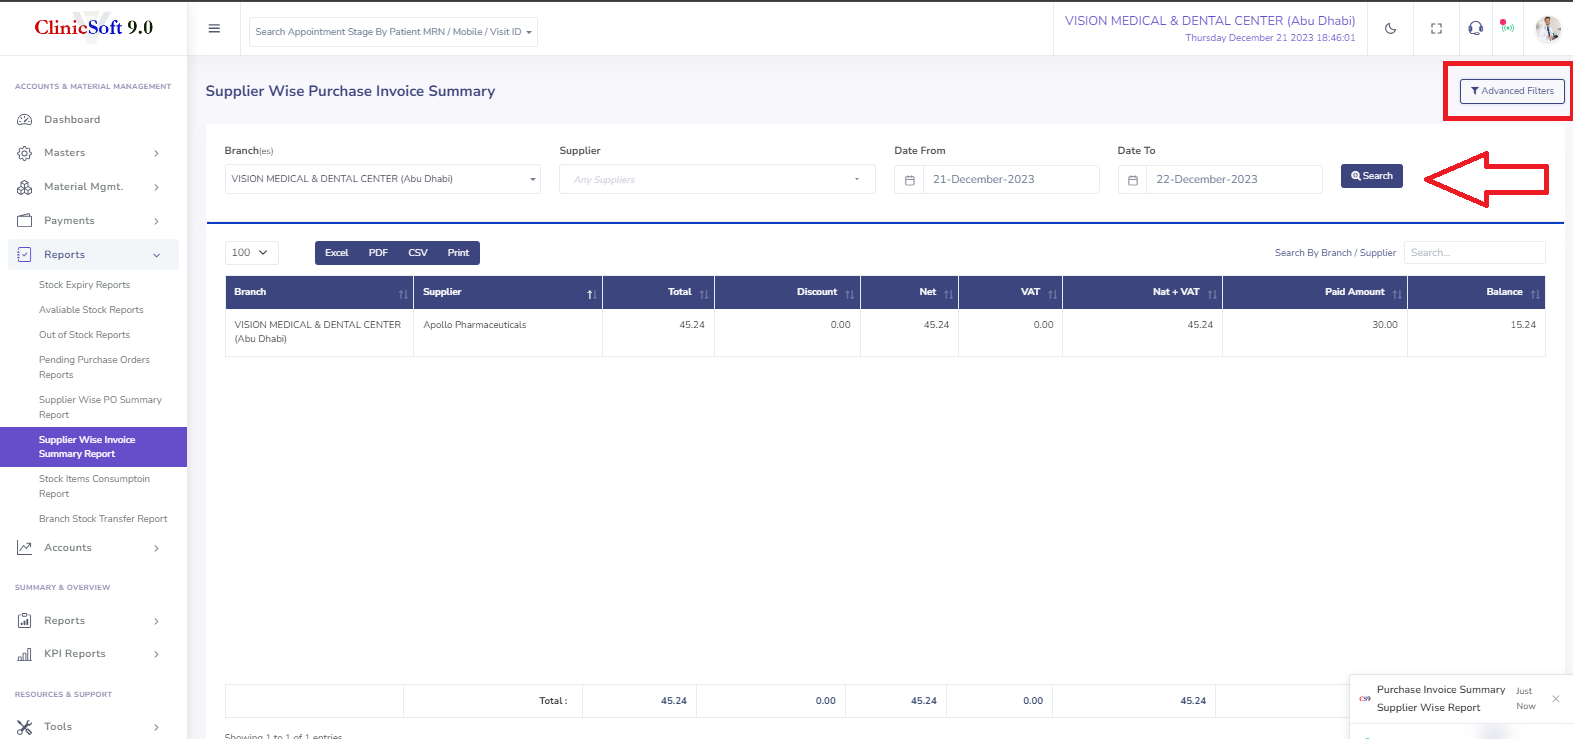 ClinicSoft 9.0
Search Appointment Stage By Patient MRN / Mobile / Visit ID
VISION MEDICAL & DENTAL CENTER (Abu Dhabi)
Thursday December 21 2023 18:46:01
ACCOUNTS & MATERIAL MANAGEMENT
Dashboard
Masters
Material Mgmt.
Payments
Reports
Stock Expiry Reports
Avaliable Stock Reports
Out of Stock Reports
Pending Purchase Orders
Reports
Supplier Wise PO Summary
Report
Supplier Wise Invoice
Summary Report
Stock Items Consumptoin
Report
Branch Stock Transfer Report
Accounts
SUMMARY & OVERVIEW
Reports
KPI Reports
RESOURCES & SUPPORT
Tools
Supplier Wise Purchase Invoice Summary
Advanced Filters
Branch(es) Supplier Date From Date To
VISION MEDICAL & DENTAL CENTER (Abu Dhabi) Any Suppliers 21-December-2023 22-December-2023 Search
100 Excel PDF CSV Print Search By Branch / Supplier Search...
Branch Supplier Total Discount Net VAT Nat + VAT Paid Amount Balance
VISION MEDICAL & DENTAL CENTER Apollo Pharmaceuticals 45.24 0.00 45.24 0.00 45.24 30.00 15.24
(Abu Dhabi)
Total : 45.24 0.00 45.24 0.00 45.24
Showing 1 to 1 of 1 entries
CS9 Purchase Invoice Summary Just
Supplier Wise Report Now